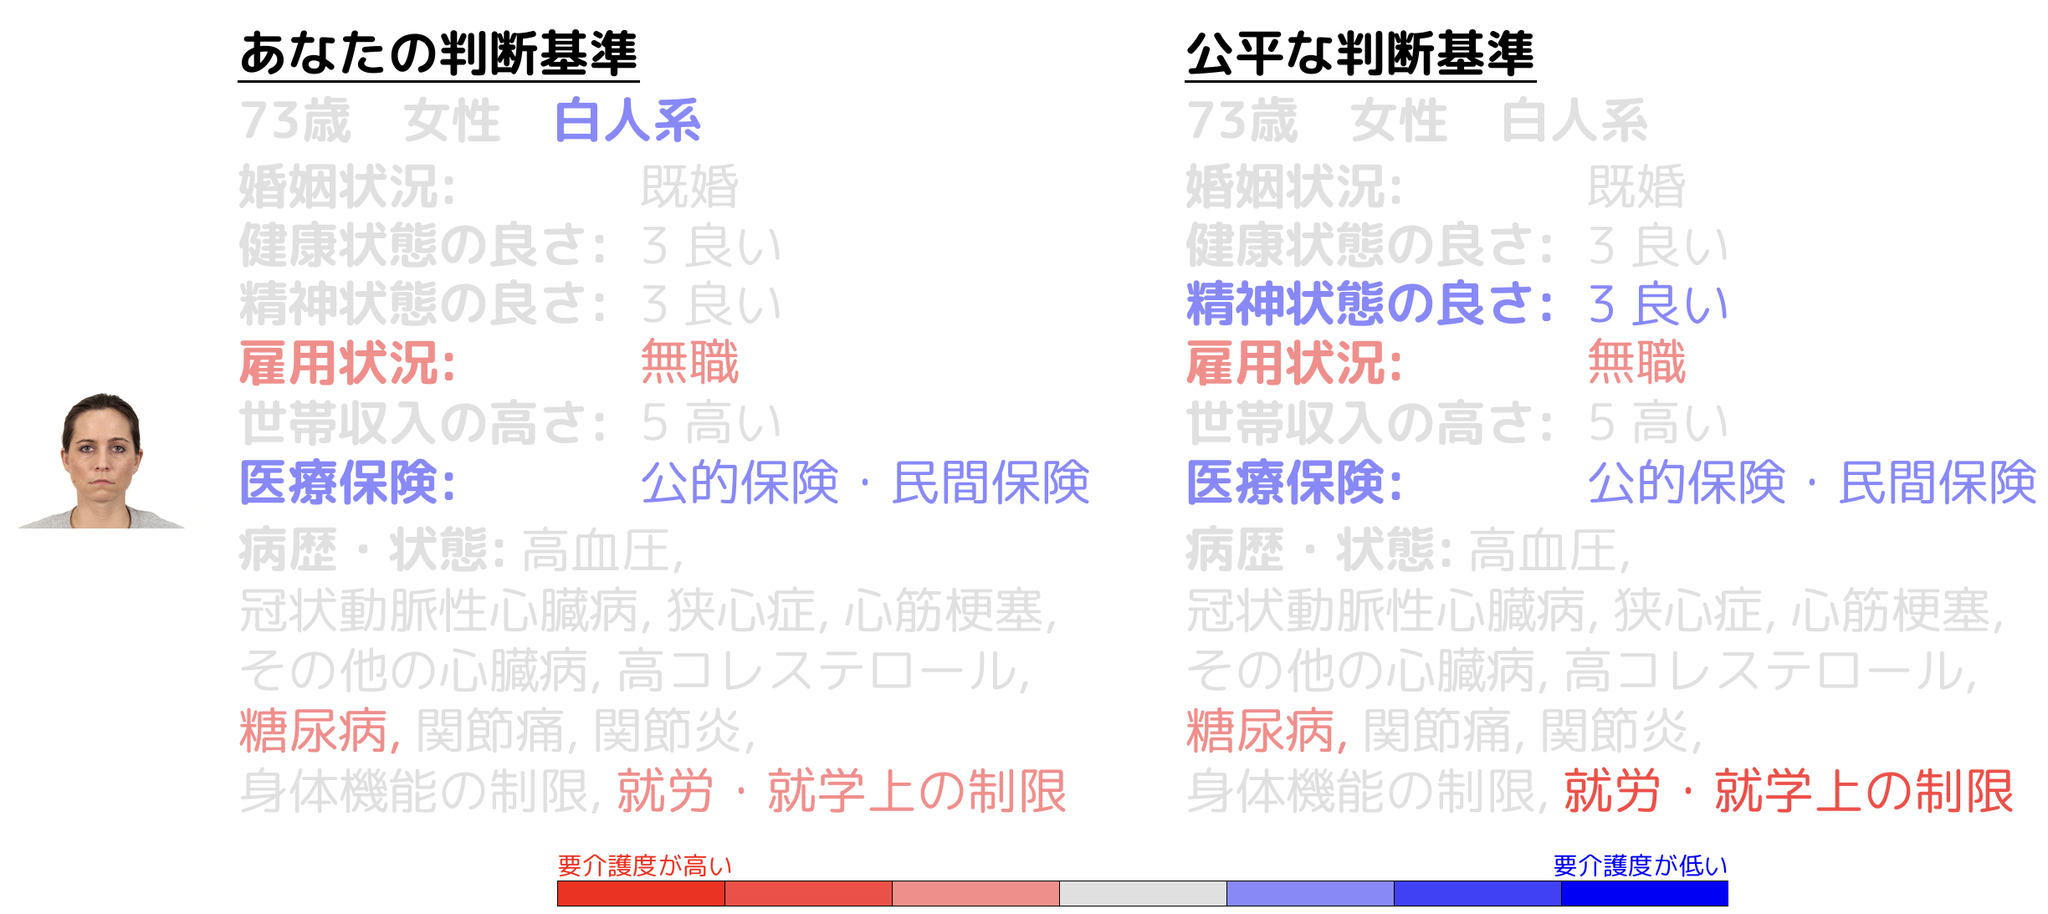 あなたの判断基準
73歳 女性 白人系
婚姻状況: 既婚
健康状態の良さ: 3 良い
精神状態の良さ: 3 良い
雇用状況: 無職
世帯収入の高さ: 5 高い
医療保険: 公的保険・民間保険
病歴・状態: 高血圧,
冠状動脈性心臓病, 狭心症, 心筋梗塞,
その他の心臓病, 高コレステロール,
糖尿病, 関節痛, 関節炎,
身体機能の制限, 就労・就学上の制限
公平な判断基準
73歳 女性 白人系
婚姻状況: 既婚
健康状態の良さ: 3 良い
精神状態の良さ: 3 良い
雇用状況: 無職
世帯収入の高さ: 5 高い
医療保険: 公的保険・民間保険
病歴・状態: 高血圧,
冠状動脈性心臓病, 狭心症, 心筋梗塞,
その他の心臓病, 高コレステロール,
糖尿病, 関節痛, 関節炎,
身体機能の制限, 就労・就学上の制限
要介護度が高い
要介護度が低い